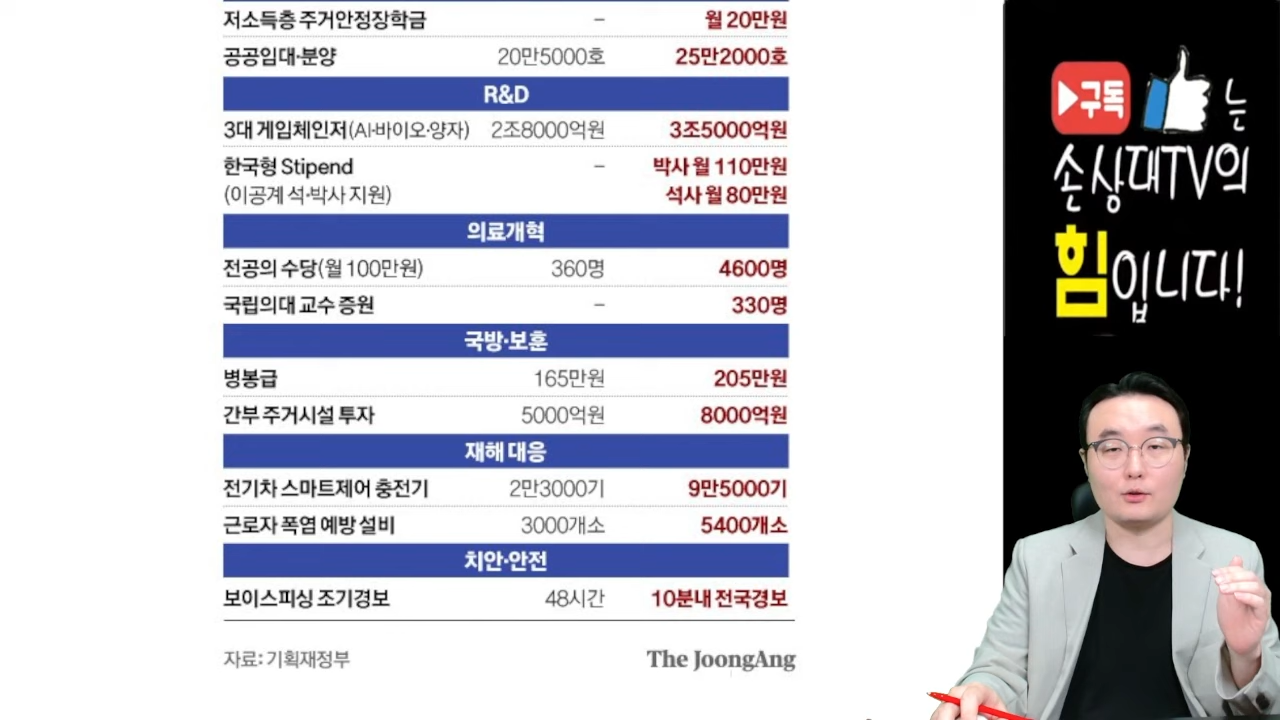 저소득층 주거안정장학금 – 월 20만원
공공임대·분양 20만5000호 25만2000호
R&D
3대 게임체인저(AI·바이오·양자) 2조8000억원 3조5000억원
한국형 Stipend – 박사 월 110만원
(이공계 석·박사 지원) 석사 월 80만원
의료개혁
전공의 수당(월 100만원) 360명 4600명
국립의대 교수 증원 – 330명
국방·보훈
병봉급 165만원 205만원
간부 주거시설 투자 5000억원 8000억원
재해 대응
전기차 스마트제어 충전기 2만3000기 9만5000기
근로자 폭염 예방 설비 3000개소 5400개소
치안·안전
보이스피싱 조기경보 48시간 10분내 전국경보
자료: 기획재정부 The JoongAng
구독 는
손상대TV의
힘입니다!